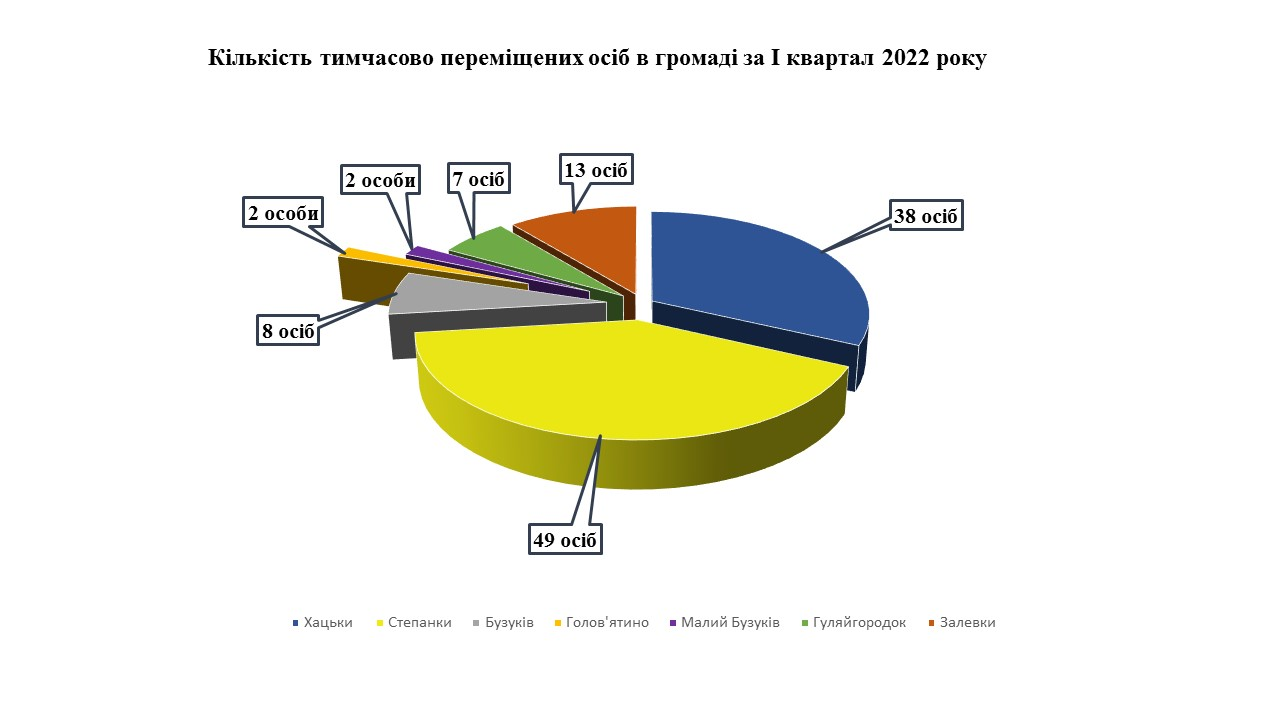 Кількість тимчасово переміщених осіб в громаді за І квартал 2022 року
13 осіб
2 особи
7 осіб
2 особи
38 осіб
8 осіб
49 осіб
Хацьки Степанки Бузуків Голов'ятино Малий Бузуків Гуляйгородок Залевки